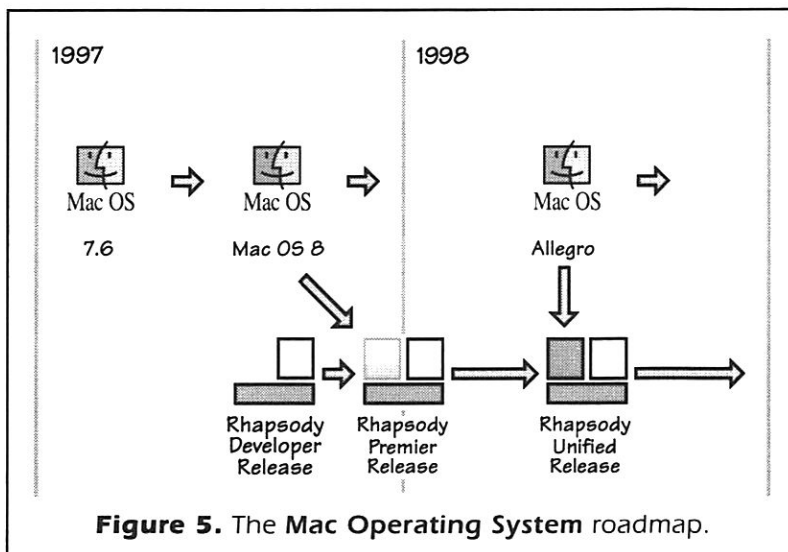 1997
1998
Mac OS
Mac OS
Mac OS
7.6
Mac OS 8
Allegro
Rhapsody
Developer
Release
Rhapsody
Premier
Release
Rhapsody
Unified
Release
Figure 5. The Mac Operating System roadmap.